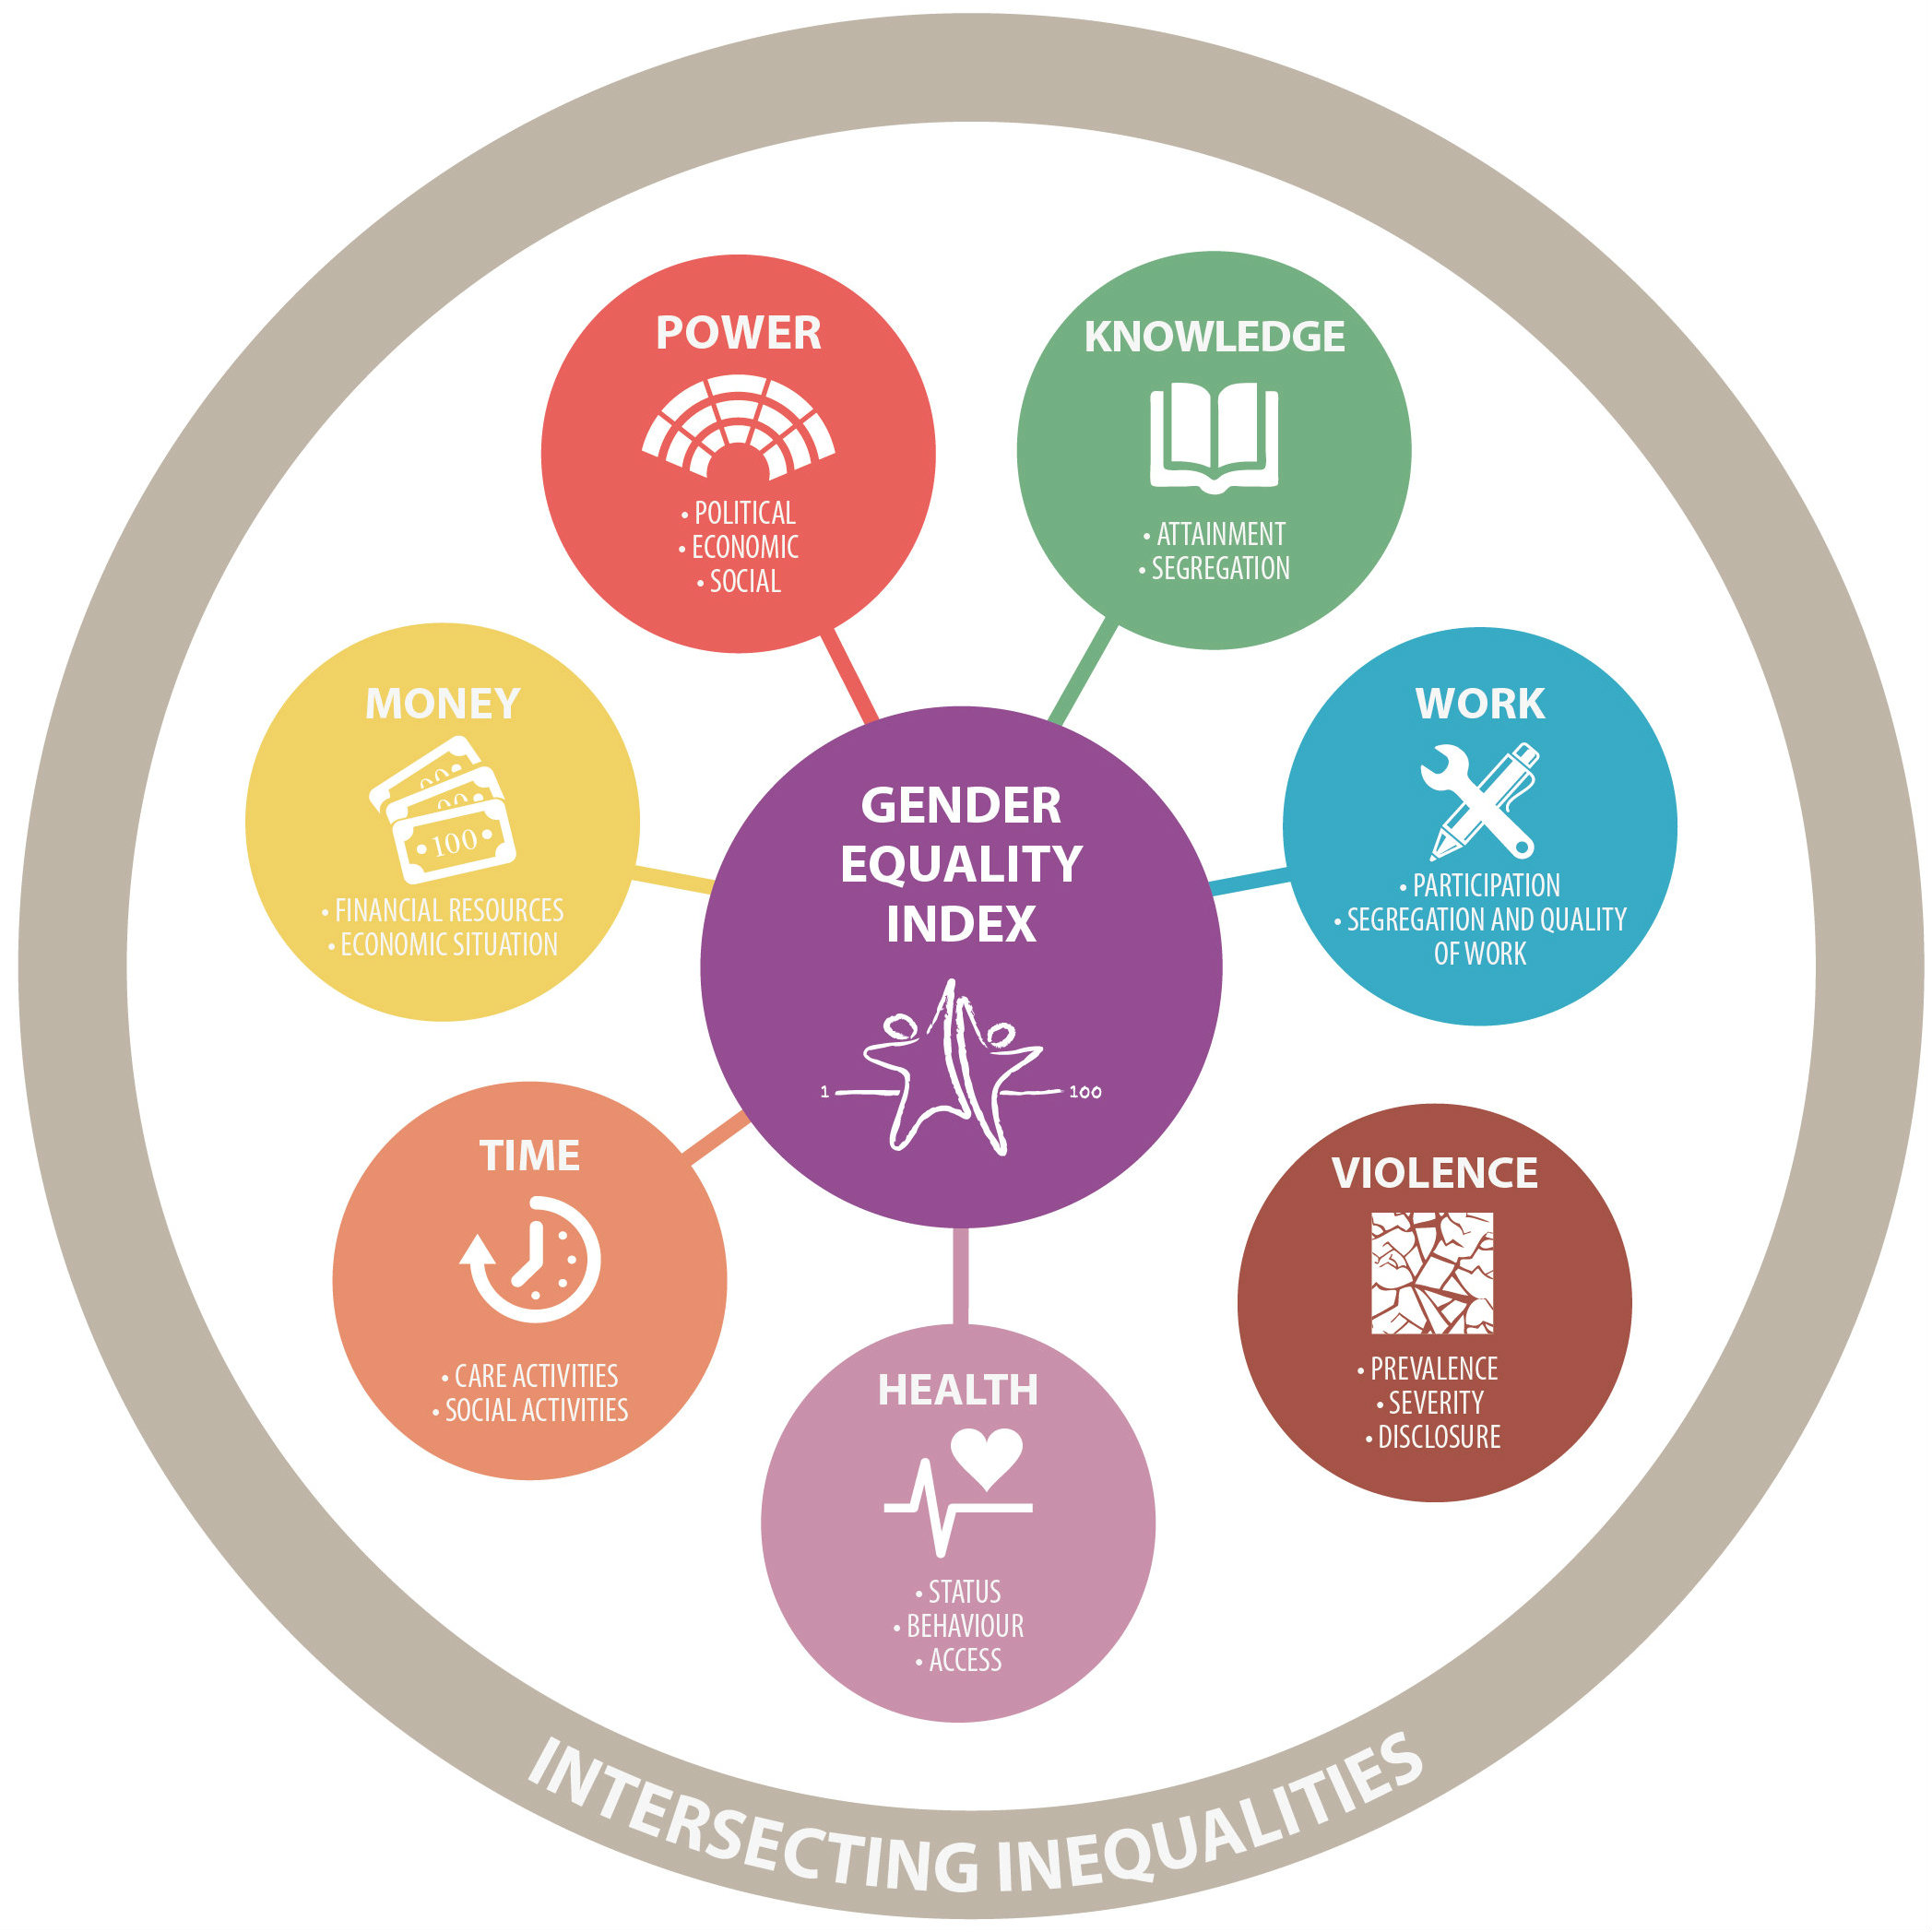 POWER
• POLITICAL
• ECONOMIC
• SOCIAL
KNOWLEDGE
• ATTAINMENT
• SEGREGATION
MONEY
100
• FINANCIAL RESOURCES
• ECONOMIC SITUATION
WORK
• PARTICIPATION
• SEGREGATION AND QUALITY
OF WORK
GENDER
EQUALITY
INDEX
1 100
TIME
• CARE ACTIVITIES
• SOCIAL ACTIVITIES
VIOLENCE
• PREVALENCE
• SEVERITY
• DISCLOSURE
HEALTH
• STATUS
• BEHAVIOUR
• ACCESS
INTERSECTING INEQUALITIES